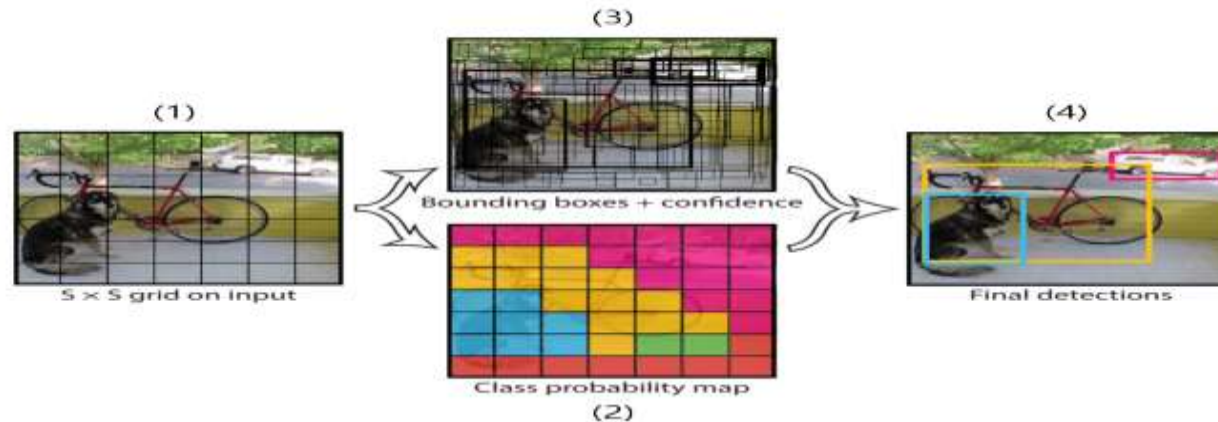 (3)
(1)
(4)
Bounding boxes + confidence
S × S grid on input
Final detections
Class probability map
(2)